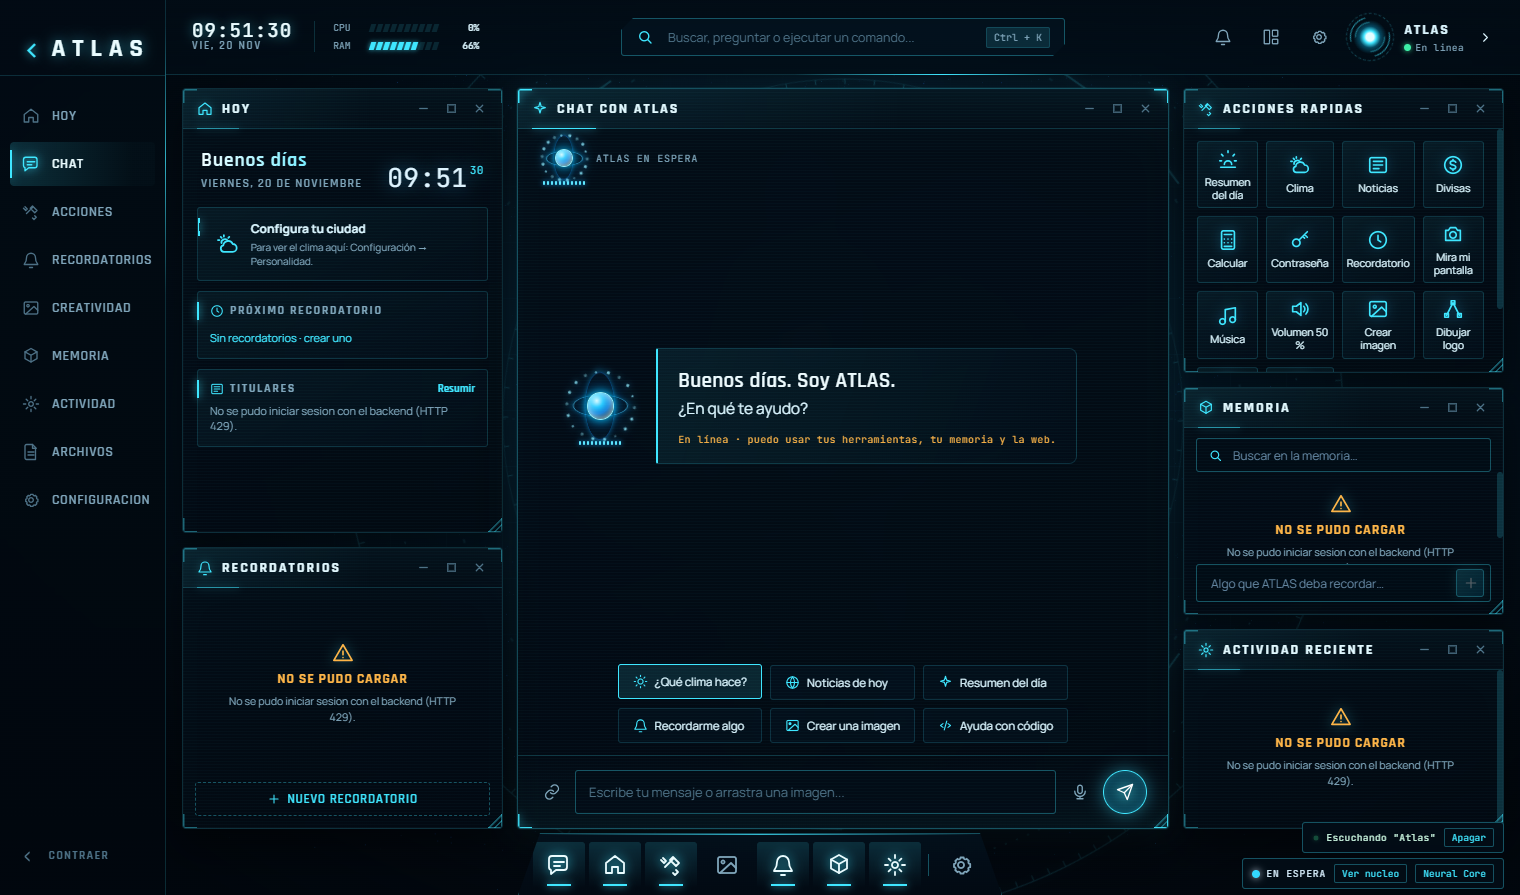 ATLAS
09:51:30
VIE, 20 NOV
CPU 0%
RAM 66%
Buscar, preguntar o ejecutar un comando...
Ctrl + K
ATLAS
En línea
HOY
CHAT
ACCIONES
RECORDATORIOS
CREATIVIDAD
MEMORIA
ACTIVIDAD
ARCHIVOS
CONFIGURACION
CONTRAER
HOY
Buenos días
VIERNES, 20 DE NOVIEMBRE
09:51 30
Configura tu ciudad
Para ver el clima aquí: Configuración →
Personalidad.
PRÓXIMO RECORDATORIO
Sin recordatorios · crear uno
TITULARES
Resumir
No se pudo iniciar sesion con el backend (HTTP
429).
RECORDATORIOS
NO SE PUDO CARGAR
No se pudo iniciar sesion con el backend (HTTP
429).
NUEVO RECORDATORIO
CHAT CON ATLAS
ATLAS EN ESPERA
Buenos días. Soy ATLAS.
¿En qué te ayudo?
En línea · puedo usar tus herramientas, tu memoria y la web.
¿Qué clima hace?
Noticias de hoy
Resumen del día
Recordarme algo
Crear una imagen
Ayuda con código
Escribe tu mensaje o arrastra una imagen...
ACCIONES RAPIDAS
Resumen
del día
Clima
Noticias
Divisas
Calcular
Contraseña
Recordatorio
Mira mi
pantalla
Música
Volumen 50
%
Crear
imagen
Dibujar
logo
MEMORIA
Buscar en la memoria...
NO SE PUDO CARGAR
No se pudo iniciar sesion con el backend (HTTP
Algo que ATLAS deba recordar...
ACTIVIDAD RECIENTE
NO SE PUDO CARGAR
No se pudo iniciar sesion con el backend (HTTP
429).
Escuchando "Atlas"
Apagar
EN ESPERA
Ver nucleo
Neural Core